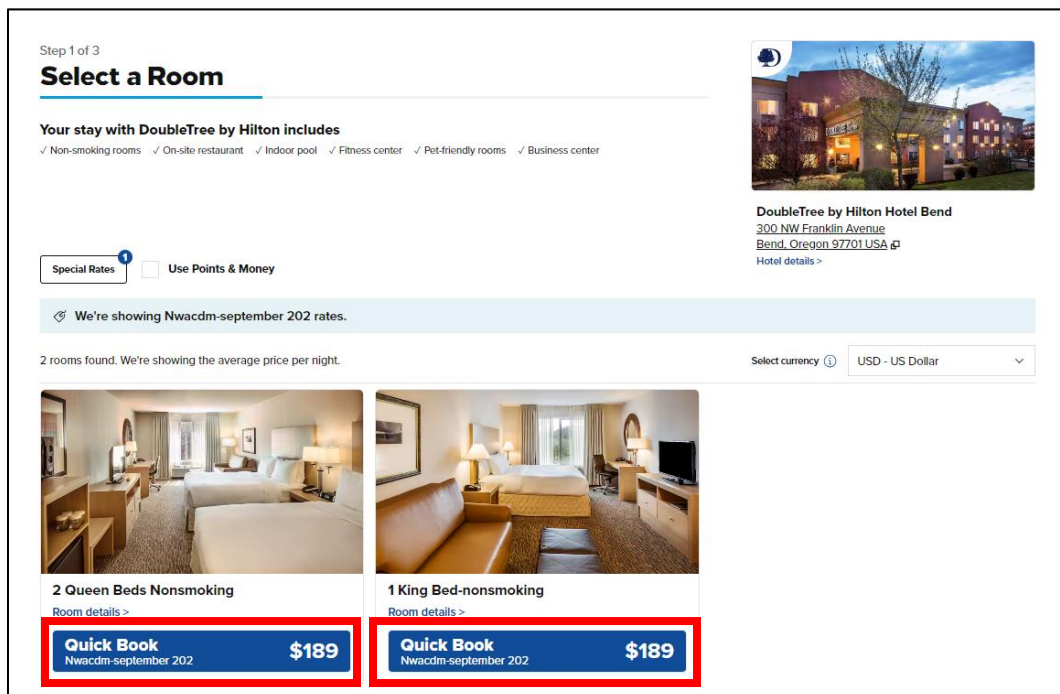 Step 1 of 3
Select a Room
Your stay with DoubleTree by Hilton includes
✓ Non-smoking rooms ✓ On-site restaurant ✓ Indoor pool ✓ Fitness center ✓ Pet-friendly rooms ✓ Business center
DoubleTree by Hilton Hotel Bend
300 NW Franklin Avenue
Bend, Oregon 97701 USA
Hotel details >
Special Rates 1
Use Points & Money
We're showing Nwacdm-september 202 rates.
2 rooms found. We're showing the average price per night.
Select currency USD - US Dollar
2 Queen Beds Nonsmoking
Room details >
Quick Book $189
Nwacdm-september 202
1 King Bed-nonsmoking
Room details >
Quick Book $189
Nwacdm-september 202